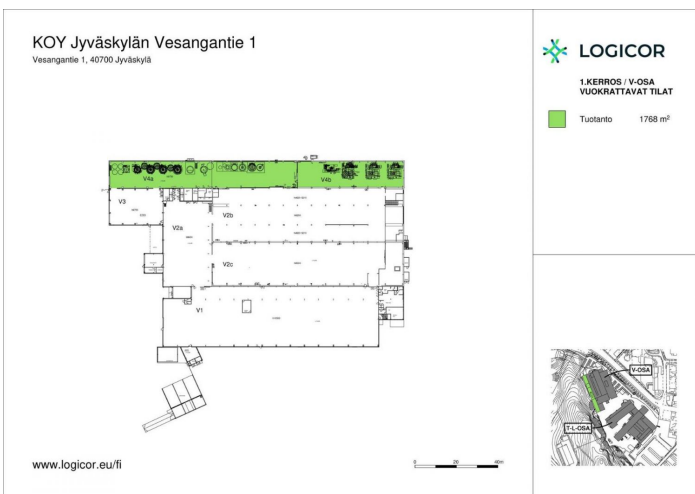 KOY Jyväskylän Vesangantie 1
Vesangantie 1, 40700 Jyväskylä
LOGICOR
1.KERROS / V-OSA
VUOKRATTAVAT TILAT
Tuotanto 1768 m²
V4a
V4b
V3
V2a
V2b
V2c
V1
V-OSA
T-L-OSA
www.logicor.eu/fi
0 20 40m